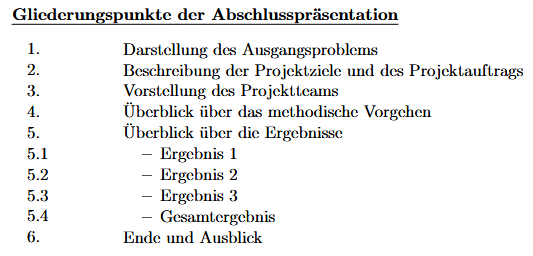 Gliederungspunkte der Abschlusspräsentation
1. Darstellung des Ausgangsproblems
2. Beschreibung der Projektziele und des Projektauftrags
3. Vorstellung des Projektteams
4. Überblick über das methodische Vorgehen
5. Überblick über die Ergebnisse
5.1 – Ergebnis 1
5.2 – Ergebnis 2
5.3 – Ergebnis 3
5.4 – Gesamtergebnis
6. Ende und Ausblick